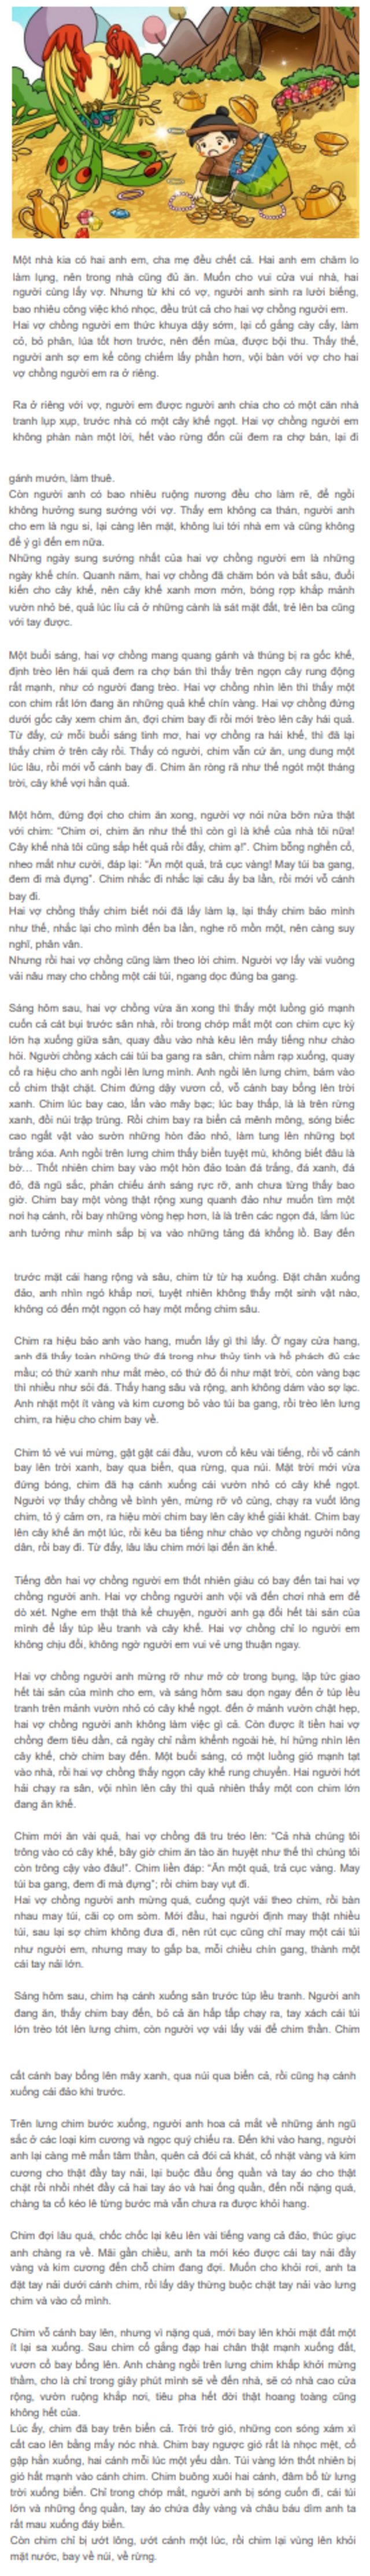 Một nhà kia có hai anh em, cha mẹ đều chết cả. Hai anh em chăm lo
làm lụng, nên trong nhà cũng đủ ăn. Muốn cho vui cửa vui nhà, hai
người cùng lấy vợ. Nhưng từ khi có vợ, người anh sinh ra lười biếng,
bao nhiêu công việc khó nhọc, đều trút cả cho hai vợ chồng người em.
Hai vợ chồng người em thức khuya dậy sớm, lại cố gắng cày cấy, làm
cỏ, bỏ phân, lúa tốt hơn trước, nên đến mùa, được bội thu. Thấy thế,
người anh sợ em kể công chiếm lấy phần hơn, vội bàn với vợ cho hai
vợ chồng người em ra ở riêng.
Ra ở riêng với vợ, người em được người anh chia cho có một căn nhà
tranh lụp xụp, trước nhà có một cây khế ngọt. Hai vợ chồng người em
không phàn nàn một lời, hết vào rừng đốn củi đem ra chợ bán, lại đi
gánh mướn, làm thuê.
Còn người anh có bao nhiêu ruộng nương đều cho làm rẽ, để ngồi
không hưởng sung sướng với vợ. Thấy em không ca thán, người anh
cho em là ngu si, lại càng lên mặt, không lui tới nhà em và cũng không
để ý gì đến em nữa.
Những ngày sung sướng nhất của hai vợ chồng người em là những
ngày khế chín. Quanh năm, hai vợ chồng đã chăm bón và bắt sâu, đuổi
kiến cho cây khế, nên cây khế xanh mơn mởn, bóng rợp khắp mảnh
vườn nhỏ bé, quả lúc lỉu cả ở những cành là sát mặt đất, trẻ lên ba cũng
với tay được.
Một buổi sáng, hai vợ chồng mang quang gánh và thúng bị ra gốc khế,
định trèo lên hái quả đem ra chợ bán thì thấy trên ngọn cây rung động
rất mạnh, như có người đang trèo. Hai vợ chồng nhìn lên thì thấy một
con chim rất lớn đang ăn những quả khế chín vàng. Hai vợ chồng đứng
dưới gốc cây xem chim ăn, đợi chim bay đi rồi mới trèo lên cây hái quả.
Từ đấy, cứ mỗi buổi sáng tinh mơ, hai vợ chồng ra hái khế, thì đã lại
thấy chim ở trên cây rồi. Thấy có người, chim vẫn cứ ăn, ung dung một
lúc lâu, rồi mới vỗ cánh bay đi. Chim ăn ròng rã như thế ngót một tháng
trời, cây khế vợi hẳn quả.
Một hôm, đứng đợi cho chim ăn xong, người vợ nói nửa bỡn nửa thật
với chim: “Chim ơi, chim ăn như thế thì còn gì là khế của nhà tôi nữa!
Cây khế nhà tôi cũng sắp hết quả rồi đấy, chim ạ!”. Chim bỗng nghển cổ,
nheo mắt như cười, đáp lại: “Ăn một quả, trả cục vàng! May túi ba gang,
đem đi mà đựng”. Chim nhắc đi nhắc lại câu ấy ba lần, rồi mới vỗ cánh
bay đi.
Hai vợ chồng thấy chim biết nói đã lấy làm lạ, lại thấy chim bảo mình
như thế, nhắc lại cho mình đến ba lần, nghe rõ mồn một, nên càng suy
nghĩ, phân vân.
Nhưng rồi hai vợ chồng cũng làm theo lời chim. Người vợ lấy vải vuông
vải nâu may cho chồng một cái túi, ngang dọc đúng ba gang.
Sáng hôm sau, hai vợ chồng vừa ăn xong thì thấy một luồng gió mạnh
cuốn cả cát bụi trước sân nhà, rồi trong chớp mắt một con chim cực kỳ
lớn hạ xuống giữa sân, quay đầu vào nhà kêu lên mấy tiếng như chào
hỏi. Người chồng xách cái túi ba gang ra sân, chim nằm rạp xuống, quay
cổ ra hiệu cho anh ngồi lên lưng mình. Anh ngồi lên lưng chim, bám vào
cổ chim thật chặt. Chim đứng dậy vươn cổ, vỗ cánh bay bổng lên trời
xanh. Chim lúc bay cao, lẩn vào mây bạc; lúc bay thấp, là là trên rừng
xanh, đồi núi trập trùng. Rồi chim bay ra biển cả mênh mông, sóng biếc
cao ngất vật vào sườn những hòn đảo nhỏ, làm tung lên những bọt
trắng xóa. Anh ngồi trên lưng chim thấy biển tuyệt mù, không biết đâu là
bờ… Thốt nhiên chim bay vào một hòn đảo toàn đá trắng, đá xanh, đá
đỏ, đá ngũ sắc, phản chiếu ánh sáng rực rỡ, anh chưa từng thấy bao
giờ. Chim bay một vòng thật rộng xung quanh đảo như muốn tìm một
nơi hạ cánh, rồi bay những vòng hẹp hơn, là là trên các ngọn đá, lắm lúc
anh tưởng như mình sắp bị va vào những tảng đá khổng lồ. Bay đến
trước mặt cái hang rộng và sâu, chim từ từ hạ xuống. Đặt chân xuống
đảo, anh nhìn ngó khắp nơi, tuyệt nhiên không thấy một sinh vật nào,
không có đến một ngọn cỏ hay một mống chim sâu.
Chim ra hiệu bảo anh vào hang, muốn lấy gì thì lấy. Ở ngay cửa hang,
anh đã thấy toàn những thứ đá trong như thủy tinh và hổ phách đủ các
mầu; có thứ xanh như mắt mèo, có thứ đỏ ối như mặt trời, còn vàng bạc
thì nhiều như sỏi đá. Thấy hang sâu và rộng, anh không dám vào sợ lạc.
Anh nhặt một ít vàng và kim cương bỏ vào túi ba gang, rồi trèo lên lưng
chim, ra hiệu cho chim bay về.
Chim tỏ vẻ vui mừng, gật gật cái đầu, vươn cổ kêu vài tiếng, rồi vỗ cánh
bay lên trời xanh, bay qua biển, qua rừng, qua núi. Mặt trời mới vừa
đứng bóng, chim đã hạ cánh xuống cái vườn nhỏ có cây khế ngọt.
Người vợ thấy chồng về bình yên, mừng rỡ vô cùng, chạy ra vuốt lông
chim, tỏ ý cảm ơn, ra hiệu mời chim bay lên cây khế giải khát. Chim bay
lên cây khế ăn một lúc, rồi kêu ba tiếng như chào vợ chồng người nông
dân, rồi bay đi. Từ đấy, lâu lâu chim mới lại đến ăn khế.
Tiếng đồn hai vợ chồng người em thốt nhiên giàu có bay đến tai hai vợ
chồng người anh. Hai vợ chồng người anh vội vã đến chơi nhà em để
dò xét. Nghe em thật thà kể chuyện, người anh gạ đổi hết tài sản của
mình để lấy túp lều tranh và cây khế. Hai vợ chồng chỉ lo người em
không chịu đổi, không ngờ người em vui vẻ ưng thuận ngay.
Hai vợ chồng người anh mừng rỡ như mở cờ trong bụng, lập tức giao
hết tài sản của mình cho em, và sáng hôm sau dọn ngay đến ở túp lều
tranh trên mảnh vườn nhỏ có cây khế ngọt. đến ở mảnh vườn chật hẹp,
hai vợ chồng người anh không làm việc gì cả. Còn được ít tiền hai vợ
chồng đem tiêu dần, cả ngày chỉ nằm khểnh ngoài hè, hí hửng nhìn lên
cây khế, chờ chim bay đến. Một buổi sáng, có một luồng gió mạnh tạt
vào nhà, rồi hai vợ chồng thấy ngọn cây khế rung chuyển. Hai người hớt
hải chạy ra sân, vội nhìn lên cây thì quả nhiên thấy một con chim lớn
đang ăn khế.
Chim mới ăn vài quả, hai vợ chồng đã tru tréo lên: “Cả nhà chúng tôi
trông vào có cây khế, bây giờ chim ăn tào ăn huyệt như thế thì chúng tôi
còn trông cậy vào đâu!”. Chim liền đáp: “Ăn một quả, trả cục vàng. May
túi ba gang, đem đi mà đựng”; rồi chim bay vụt đi.
Hai vợ chồng người anh mừng quá, cuống quýt vái theo chim, rồi bàn
nhau may túi, cãi cọ om sòm. Mới đầu, hai người định may thật nhiều
túi, sau lại sợ chim không đưa đi, nên rút cục cũng chỉ may một cái túi
như người em, nhưng may to gấp ba, mỗi chiều chín gang, thành một
cái tay nải lớn.
Sáng hôm sau, chim hạ cánh xuống sân trước túp lều tranh. Người anh
đang ăn, thấy chim bay đến, bỏ cả ăn hấp tấp chạy ra, tay xách cái túi
lớn trèo tót lên lưng chim, còn người vợ vái lấy vái để chim thần. Chim
cất cánh bay bổng lên mây xanh, qua núi qua biển cả, rồi cũng hạ cánh
xuống cái đảo khi trước.
Trên lưng chim bước xuống, người anh hoa cả mắt về những ánh ngũ
sắc ở các loại kim cương và ngọc quý chiếu ra. Đến khi vào hang, người
anh lại càng mê mẩn tâm thần, quên cả đói cả khát, cố nhặt vàng và kim
cương cho thật đầy tay nải, lại buộc đầu ống quần và tay áo cho thật
chặt rồi nhồi nhét đầy cả hai tay áo và hai ống quần, đến nỗi nặng quá,
chàng ta cố kéo lê từng bước mà vẫn chưa ra được khỏi hang.
Chim đợi lâu quá, chốc chốc lại kêu lên vài tiếng vang cả đảo, thúc giục
anh chàng ra về. Mãi gần chiều, anh ta mới kéo được cái tay nải đầy
vàng và kim cương đến chỗ chim đang đợi. Muốn cho khỏi rơi, anh ta
đặt tay nải dưới cánh chim, rồi lấy dây thừng buộc chặt tay nải vào lưng
chim và vào cổ mình.
Chim vỗ cánh bay lên, nhưng vì nặng quá, mới bay lên khỏi mặt đất một
ít lại sa xuống. Sau chim cố gắng đạp hai chân thật mạnh xuống đất,
vươn cổ bay bổng lên. Anh chàng ngồi trên lưng chim khấp khởi mừng
thầm, cho là chỉ trong giây phút mình sẽ về đến nhà, sẽ có nhà cao cửa
rộng, vườn ruộng khắp nơi, tiêu pha hết đời thật hoang toàng cũng
không hết của.
Lúc ấy, chim đã bay trên biển cả. Trời trở gió, những con sóng xám xì
cất cao lên bằng mấy nóc nhà. Chim bay ngược gió rất là nhọc mệt, cổ
gập hẳn xuống, hai cánh mỗi lúc một yếu dần. Túi vàng lớn thốt nhiên bị
gió hất mạnh vào cánh chim. Chim buông xuôi hai cánh, đâm bổ từ lưng
trời xuống biển. Chỉ trong chớp mắt, người anh bị sóng cuốn đi, cái túi
lớn và những ống quần, tay áo chứa đầy vàng và châu báu dìm anh ta
rất mau xuống đáy biển.
Còn chim chỉ bị ướt lông, ướt cánh một lúc, rồi chim lại vùng lên khỏi
mặt nước, bay về núi, về rừng.